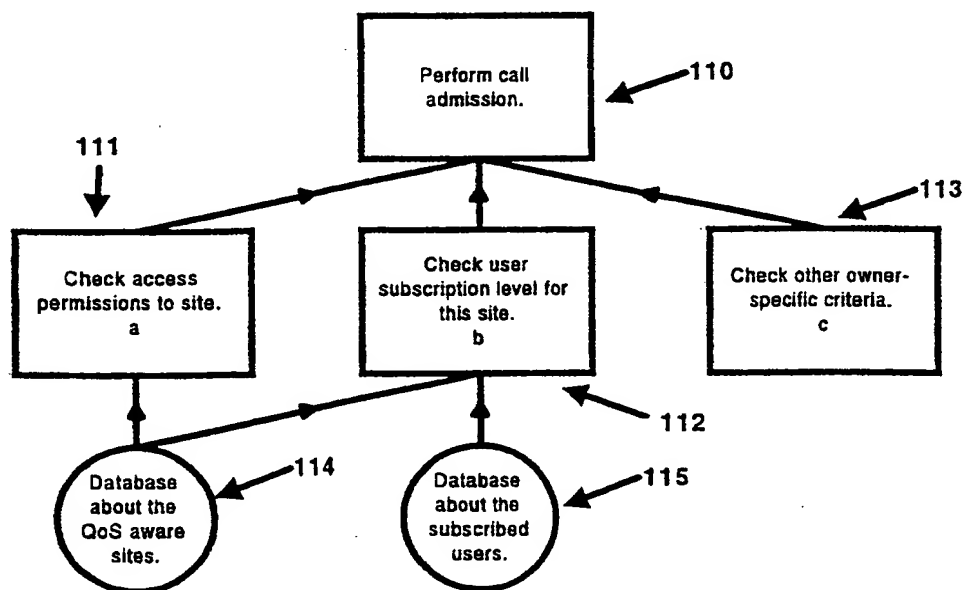 Perform call
admission.
110
111
113
Check access
permissions to site.
a
Check user
subscription level for
this site.
b
Check other owner-
specific criteria.
c
112
114
115
Database
about the
QoS aware
sites.
Database
about the
subscribed
users.